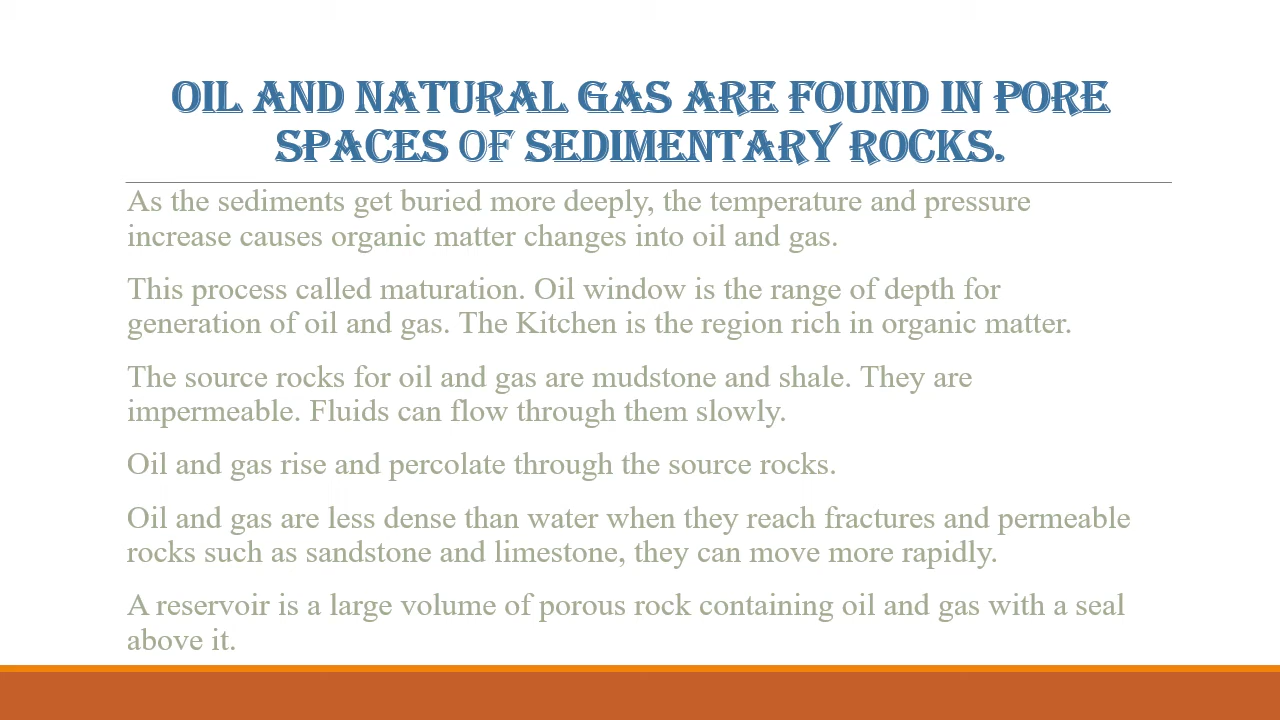 OIL AND NATURAL GAS ARE FOUND IN PORE
SPACES OF SEDIMENTARY ROCKS.
As the sediments get buried more deeply, the temperature and pressure
increase causes organic matter changes into oil and gas.
This process called maturation. Oil window is the range of depth for
generation of oil and gas. The Kitchen is the region rich in organic matter.
The source rocks for oil and gas are mudstone and shale. They are
impermeable. Fluids can flow through them slowly.
Oil and gas rise and percolate through the source rocks.
Oil and gas are less dense than water when they reach fractures and permeable
rocks such as sandstone and limestone, they can move more rapidly.
A reservoir is a large volume of porous rock containing oil and gas with a seal
above it.